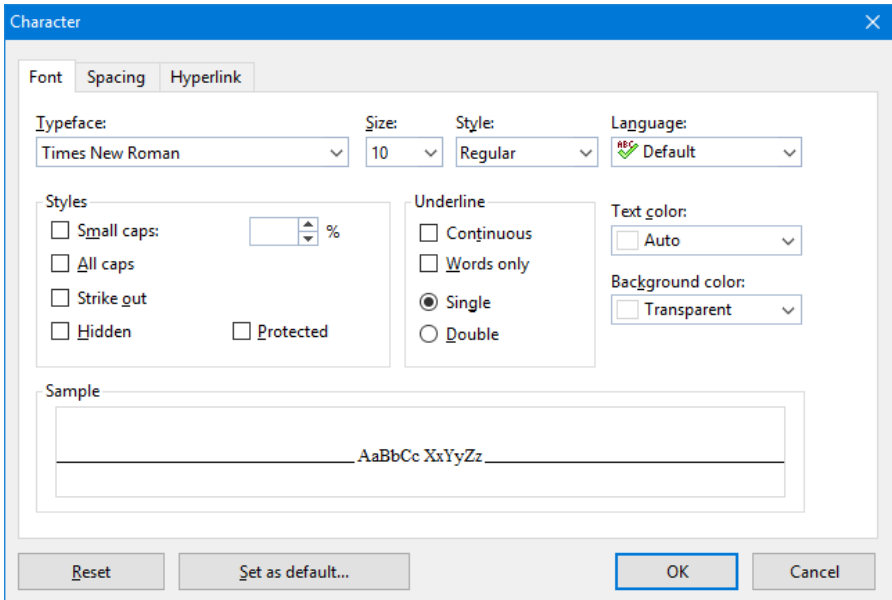 Character
Font Spacing Hyperlink
Typeface: Size: Style: Language:
Times New Roman 10 Regular ABC Default
Styles Underline
Small caps: % Continuous Text color:
All caps Words only Auto
Strike out Single Background color:
Hidden Protected Double Transparent
Sample
AaBbCc XxYyZz
Reset Set as default... OK Cancel